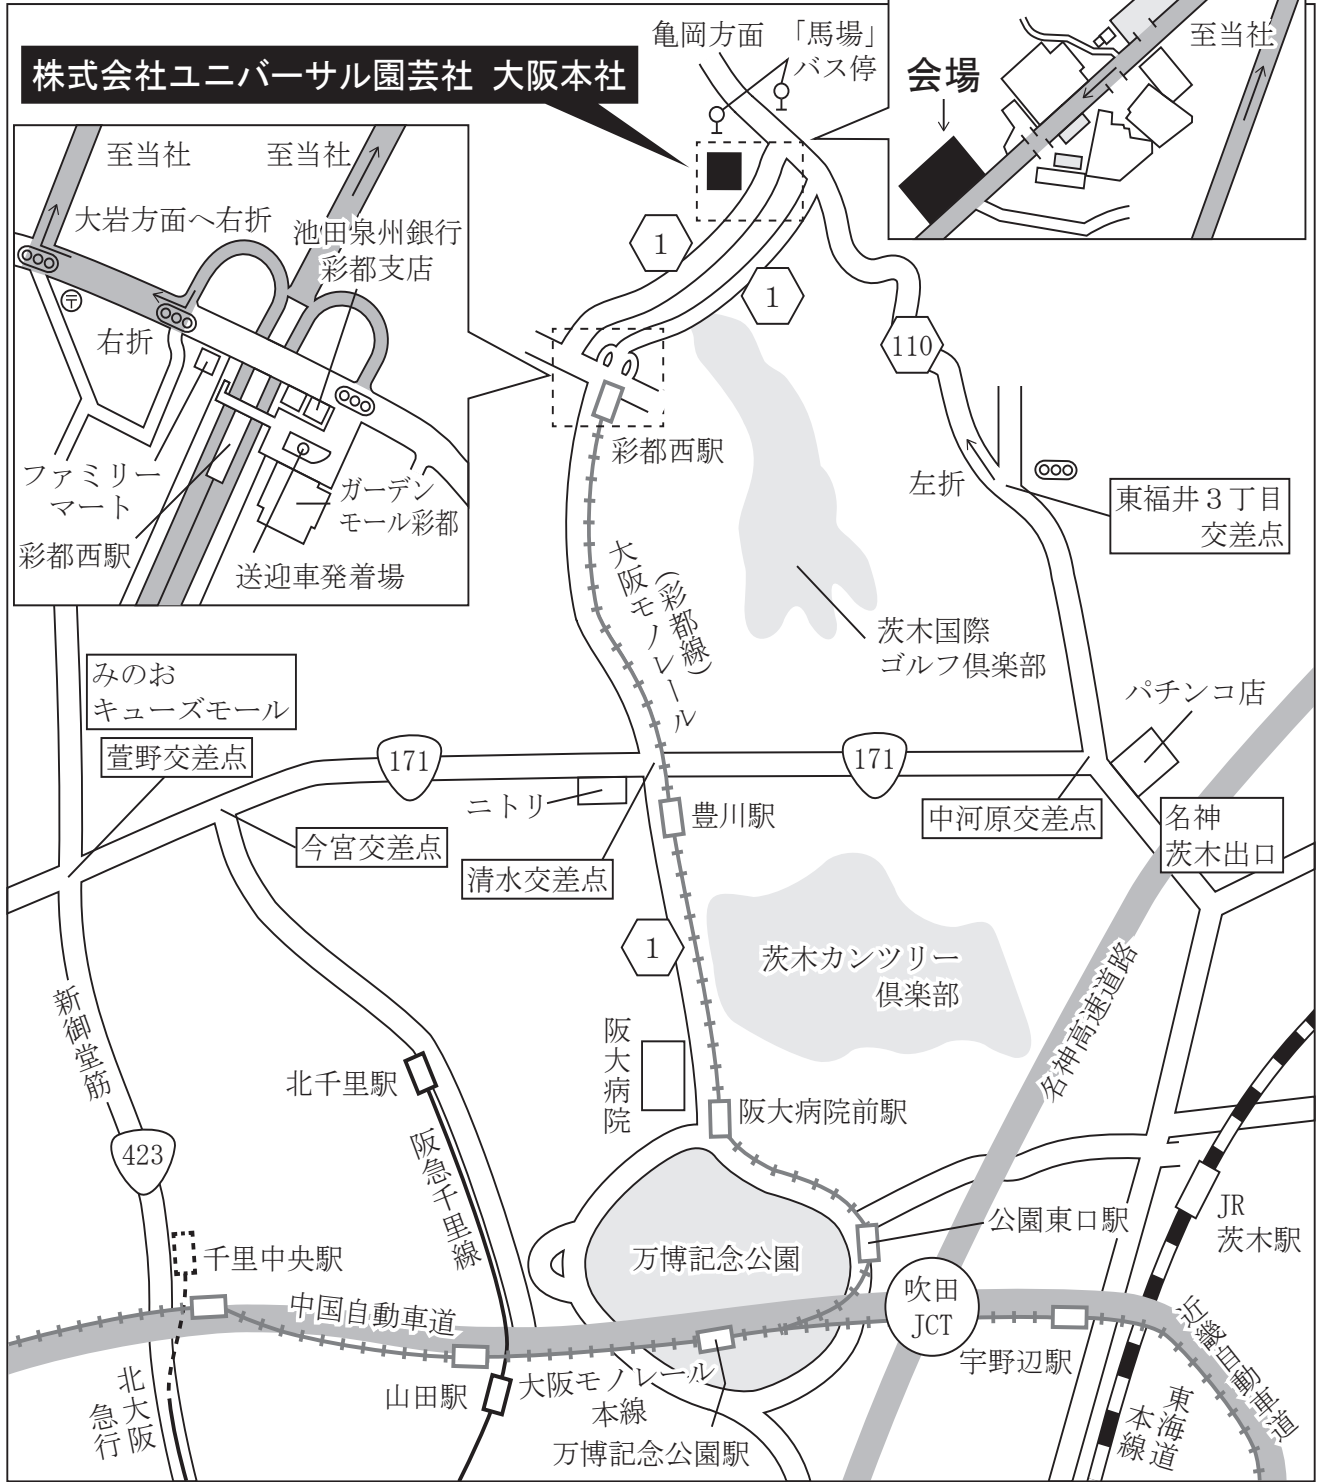 株式会社ユニバーサル園芸社 大阪本社
亀岡方面
「馬場」
バス停
会場
至当社
至当社
至当社
大岩方面へ右折
池田泉州銀行
彩都支店
〒
右折
ファミリー
マート
彩都西駅
ガーデン
モール彩都
送迎車発着場
1
1
110
彩都西駅
左折
東福井３丁目
交差点
大阪モノレール
（彩都線）
茨木国際
ゴルフ倶楽部
みのお
キューズモール
萱野交差点
パチンコ店
171
171
ニトリ
豊川駅
今宮交差点
清水交差点
中河原交差点
名神
茨木出口
1
茨木カンツリー
倶楽部
名神高速道路
新御堂筋
阪大病院
北千里駅
阪大病院前駅
阪急千里線
423
JR
茨木駅
公園東口駅
千里中央駅
万博記念公園
吹田
JCT
中国自動車道
近畿自動車道
宇野辺駅
山田駅
大阪モノレール
本線
万博記念公園駅
北大阪
急行
東海道
本線